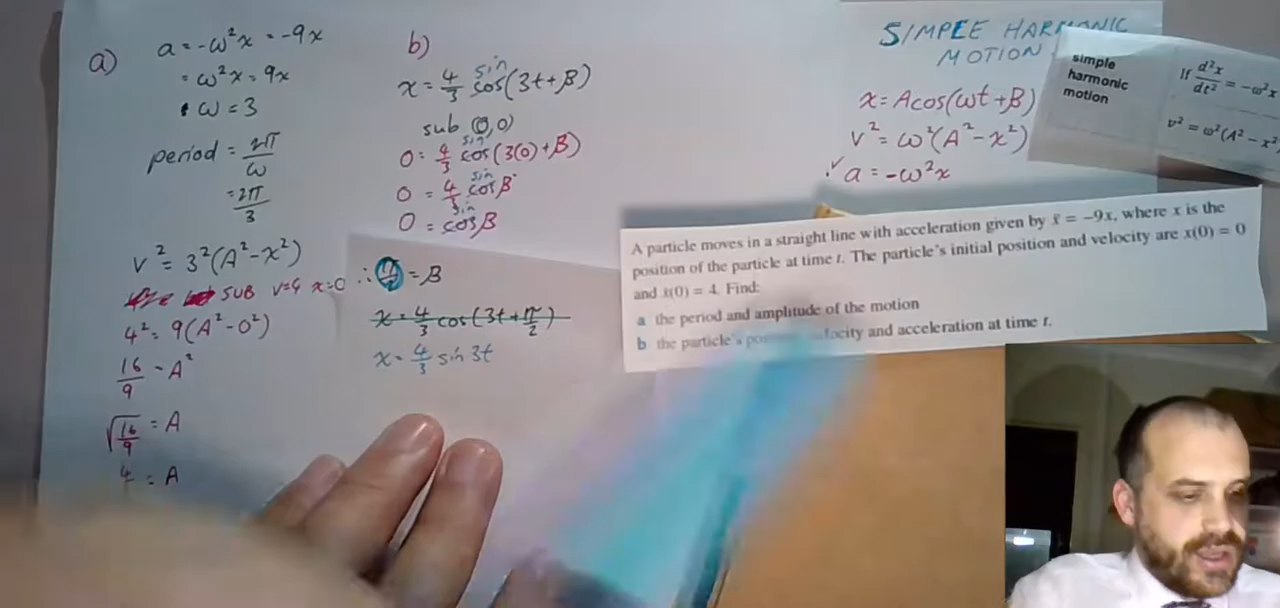 a)
a = -ω²x = -9x
= ω²x = 9x
ω = 3
period = 2π/ω
= 2π/3
v² = 3²(A² - x²)
SUB v=4 x=0
4² = 9(A² - 0²)
16/9 = A²
√16/9 = A
4 = A
b)
sin
x = 4/3 cos(3t + β)
sub (0,0)
sin
0 = 4/3 cos(3(0) + β)
sin
0 = 4/3 cos β
sin
0 = cos β
∴ = β
x = 4/3 cos(3t + π/2)
x = 4/3 sin 3t
SIMPLE HARMONIC
MOTION
x = A cos(ωt + β)
v² = ω²(A² - x²)
✓ a = -ω²x
simple
harmonic
motion
If d²x/dt² = -ω²x
v² = ω²(A² - x²
A particle moves in a straight line with acceleration given by ẍ = −9x, where x is the
position of the particle at time t. The particle's initial position and velocity are x(0) = 0
and ẋ(0) = 4. Find:
a the period and amplitude of the motion
b the particle's velocity and acceleration at time t.